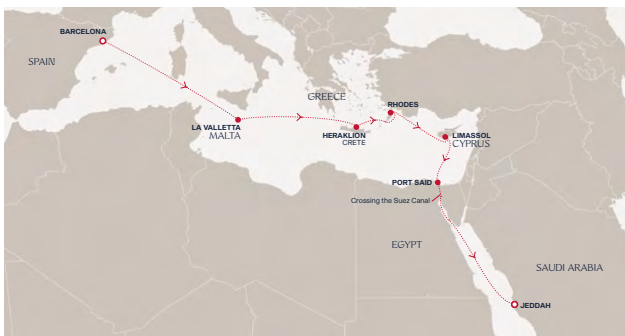 BARCELONA
SPAIN
GREECE
RHODES
LA VALLETTA
MALTA
HERAKLION
CRETE
LIMASSOL
CYPRUS
PORT SAID
Crossing the Suez Canal
EGYPT
SAUDI ARABIA
JEDDAH